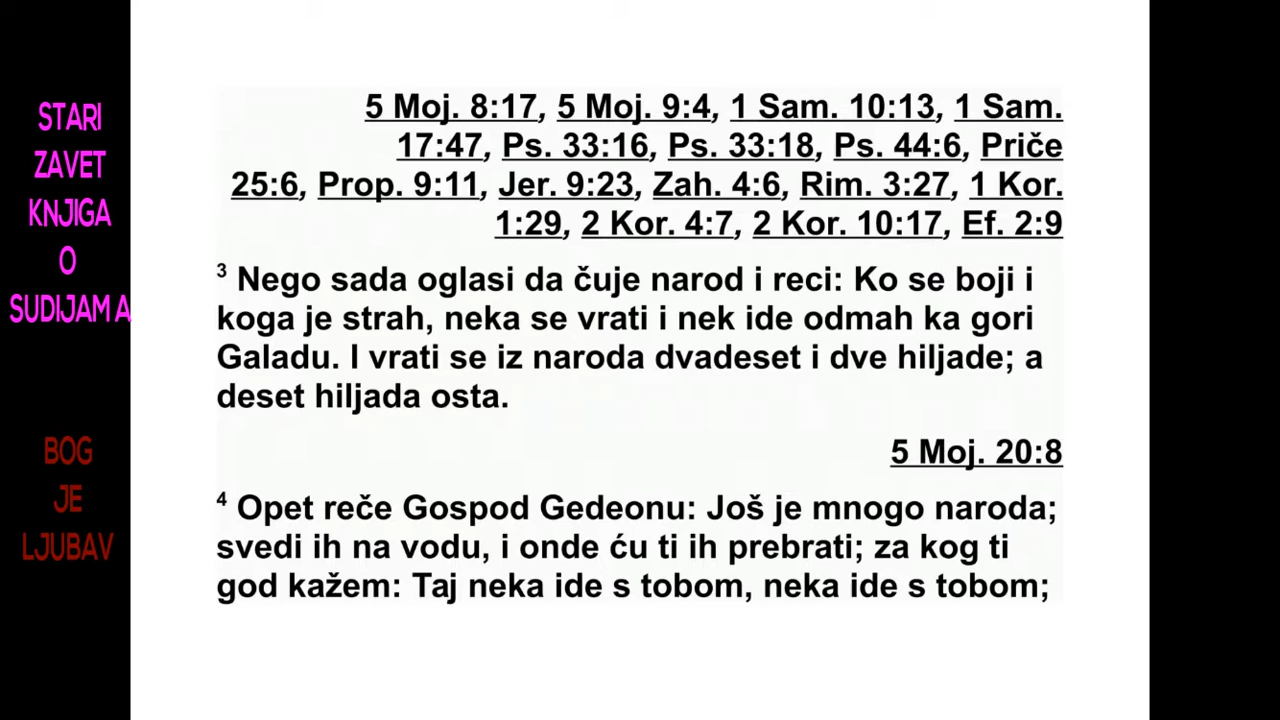 STARI
ZAVET
KNJIGA
O
SUDIJAMA
BOG
JE
LJUBAV
5 Moj. 8:17, 5 Moj. 9:4, 1 Sam. 10:13, 1 Sam.
17:47, Ps. 33:16, Ps. 33:18, Ps. 44:6, Priče
25:6, Prop. 9:11, Jer. 9:23, Zah. 4:6, Rim. 3:27, 1 Kor.
1:29, 2 Kor. 4:7, 2 Kor. 10:17, Ef. 2:9
3 Nego sada oglasi da čuje narod i reci: Ko se boji i
koga je strah, neka se vrati i nek ide odmah ka gori
Galadu. I vrati se iz naroda dvadeset i dve hiljade; a
deset hiljada osta.
5 Moj. 20:8
4 Opet reče Gospod Gedeonu: Još je mnogo naroda;
svedi ih na vodu, i onde ću ti ih prebrati; za kog ti
god kažem: Taj neka ide s tobom, neka ide s tobom;